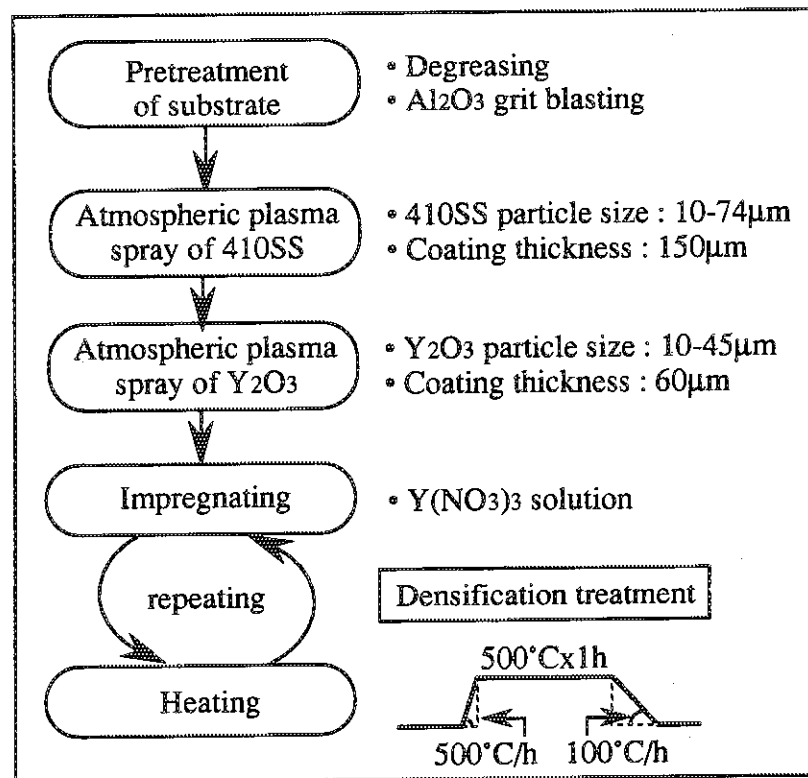 Pretreatment
of substrate
• Degreasing
• Al2O3 grit blasting
Atmospheric plasma
spray of 410SS
• 410SS particle size : 10-74μm
• Coating thickness : 150μm
Atmospheric plasma
spray of Y2O3
• Y2O3 particle size : 10-45μm
• Coating thickness : 60μm
Impregnating
• Y(NO3)3 solution
repeating
Densification treatment
Heating
500°Cx1h
500°C/h
100°C/h